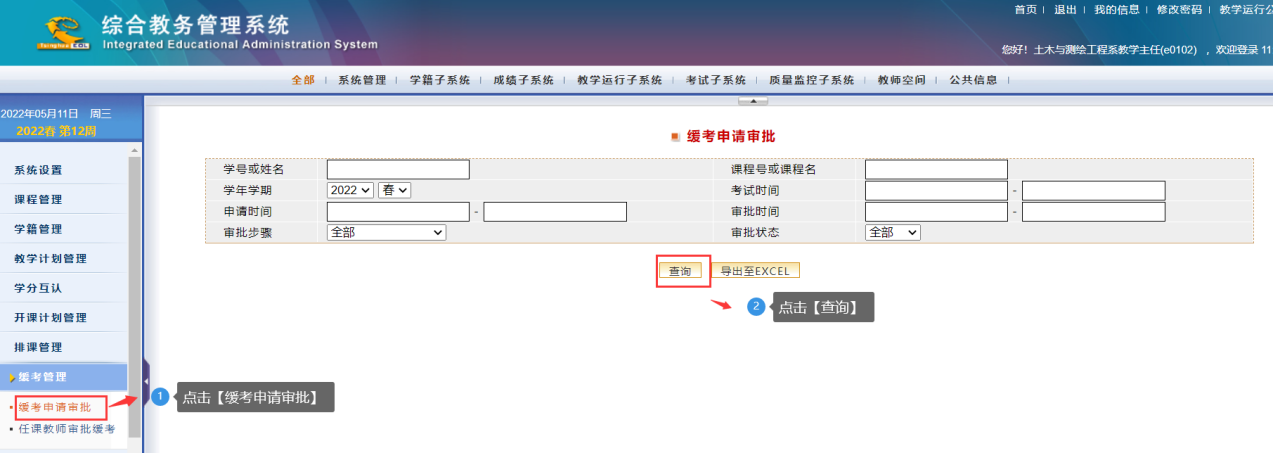 首页 | 退出 | 我的信息 | 修改密码 | 教学运行公
综合教务管理系统
Integrated Educational Administration System
您好！土木与测绘工程系教学主任(e0102) ，欢迎登录 11
全部 | 系统管理 | 学籍子系统 | 成绩子系统 | 教学运行子系统 | 考试子系统 | 质量监控子系统 | 教师空间 | 公共信息 |
2022年05月11日 周三
2022春 第12周
缓考申请审批
学号或姓名 课程号或课程名
学年学期 2022 春 考试时间 -
申请时间 - 审批时间 -
审批步骤 全部 审批状态 全部
查询 导出至EXCEL
2 点击【查询】
系统设置
课程管理
学籍管理
教学计划管理
学分互认
开课计划管理
排课管理
缓考管理
缓考申请审批
1 点击【缓考申请审批】
任课教师审批缓考